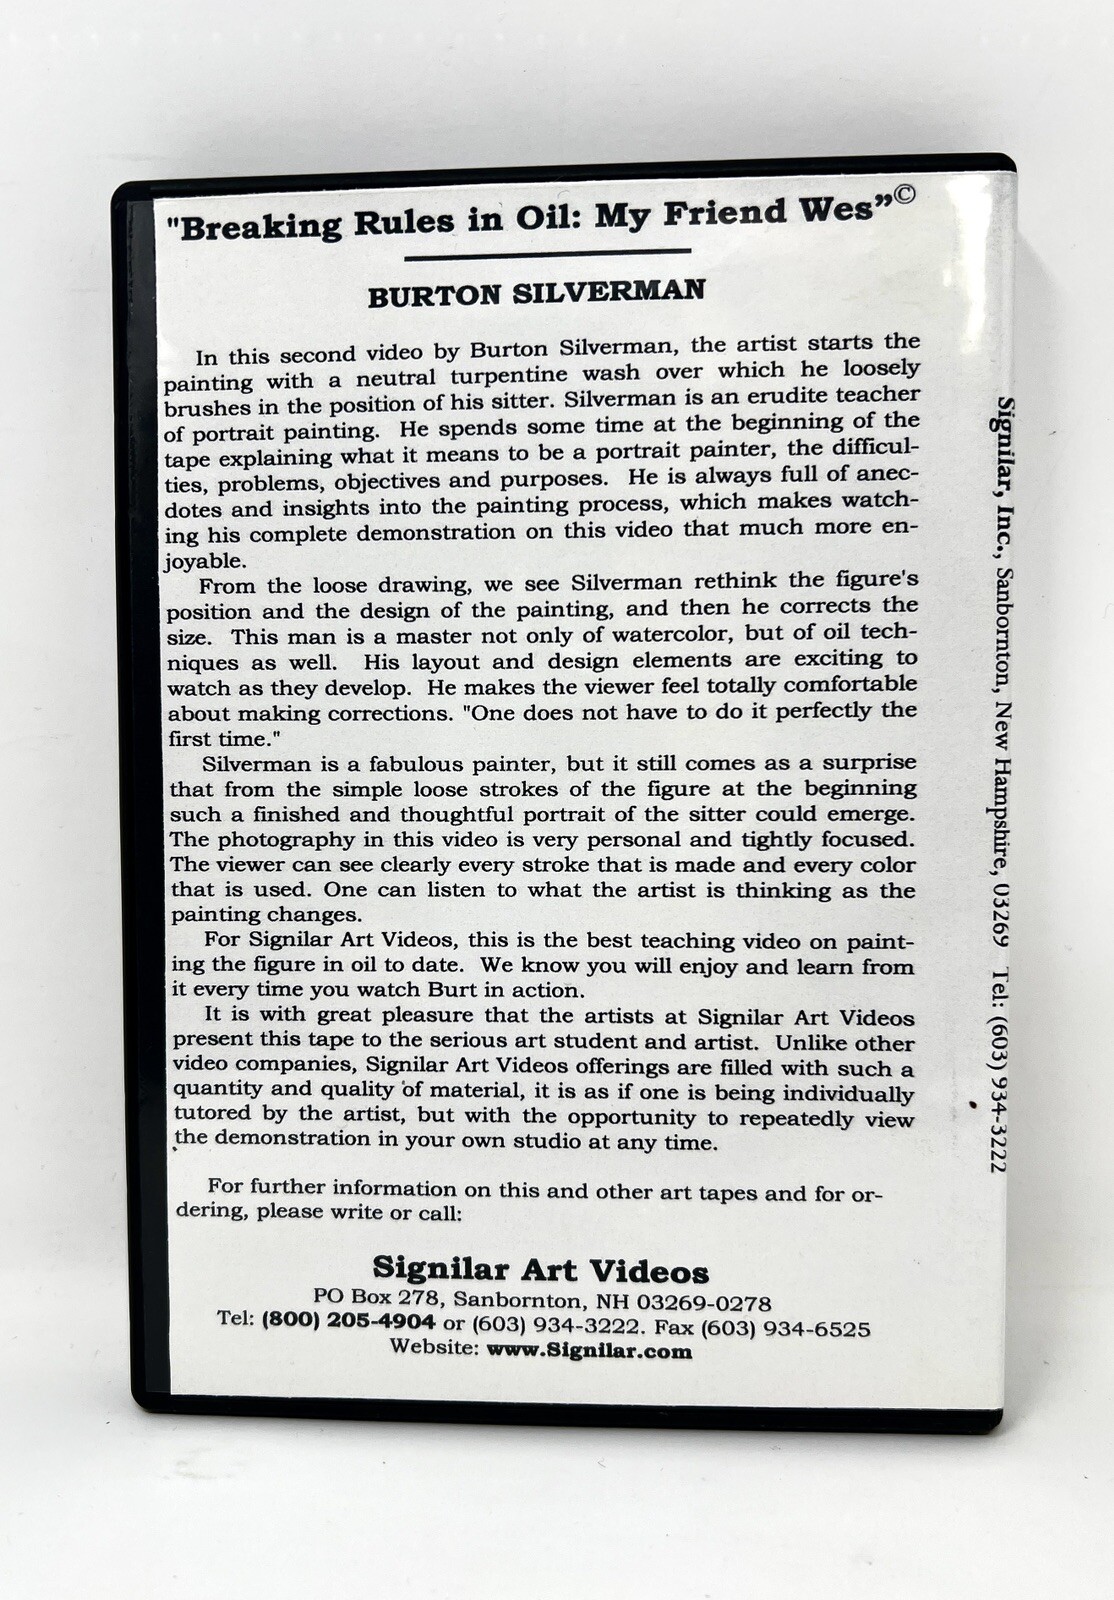 "Breaking Rules in Oil: My Friend Wes”©
BURTON SILVERMAN
In this second video by Burton Silverman, the artist starts the
painting with a neutral turpentine wash over which he loosely
brushes in the position of his sitter. Silverman is an erudite teacher
of portrait painting. He spends some time at the beginning of the
tape explaining what it means to be a portrait painter, the difficul-
ties, problems, objectives and purposes. He is always full of anec-
dotes and insights into the painting process, which makes watch-
ing his complete demonstration on this video that much more en-
joyable.
From the loose drawing, we see Silverman rethink the figure's
position and the design of the painting, and then he corrects the
size. This man is a master not only of watercolor, but of oil tech-
niques as well. His layout and design elements are exciting to
watch as they develop. He makes the viewer feel totally comfortable
about making corrections. "One does not have to do it perfectly the
first time."
Silverman is a fabulous painter, but it still comes as a surprise
that from the simple loose strokes of the figure at the beginning
such a finished and thoughtful portrait of the sitter could emerge.
The photography in this video is very personal and tightly focused.
The viewer can see clearly every stroke that is made and every color
that is used. One can listen to what the artist is thinking as the
painting changes.
For Signilar Art Videos, this is the best teaching video on paint-
ing the figure in oil to date. We know you will enjoy and learn from
it every time you watch Burt in action.
It is with great pleasure that the artists at Signilar Art Videos
present this tape to the serious art student and artist. Unlike other
video companies, Signilar Art Videos offerings are filled with such a
quantity and quality of material, it is as if one is being individually
tutored by the artist, but with the opportunity to repeatedly view
the demonstration in your own studio at any time.
For further information on this and other art tapes and for or-
dering, please write or call:
Signilar Art Videos
PO Box 278, Sanbornton, NH 03269-0278
Tel: (800) 205-4904 or (603) 934-3222. Fax (603) 934-6525
Website: www.Signilar.com
Signilar, Inc., Sanbornton, New Hampshire, 03269 Tel: (603) 934-3222